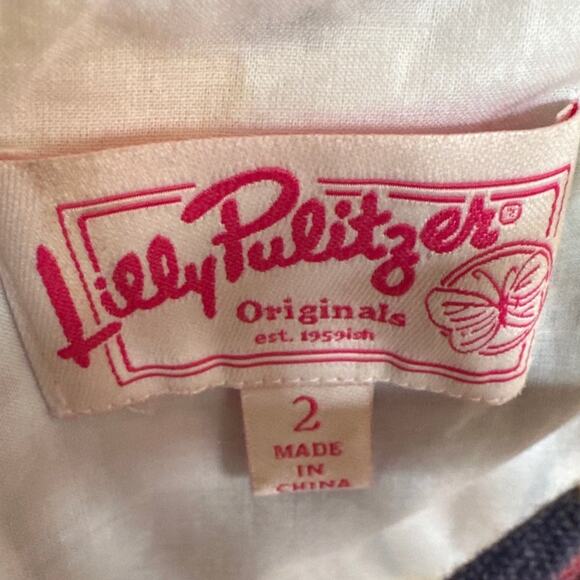 Lilly Pulitzer®
Originals
est. 1959ish
2
MADE
IN
CHINA